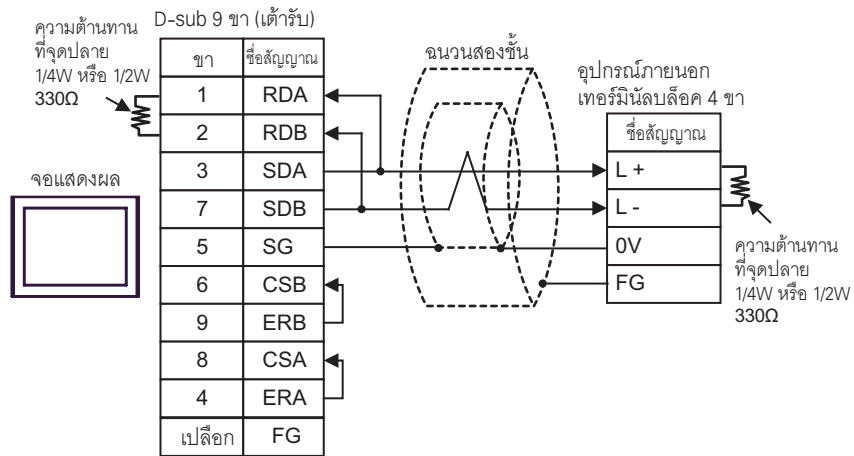 ความต้านทาน
ที่จุดปลาย
1/4W หรือ 1/2W
330Ω
D-sub 9 ขา (เต้ารับ)
ขา ชื่อสัญญาณ
1 RDA
2 RDB
3 SDA
7 SDB
5 SG
6 CSB
9 ERB
8 CSA
4 ERA
เปลือก FG
จอแสดงผล
ฉนวนสองชั้น
อุปกรณ์ภายนอก
เทอร์มินัลบล็อค 4 ขา
ชื่อสัญญาณ
L +
L -
0V
FG
ความต้านทาน
ที่จุดปลาย
1/4W หรือ 1/2W
330Ω